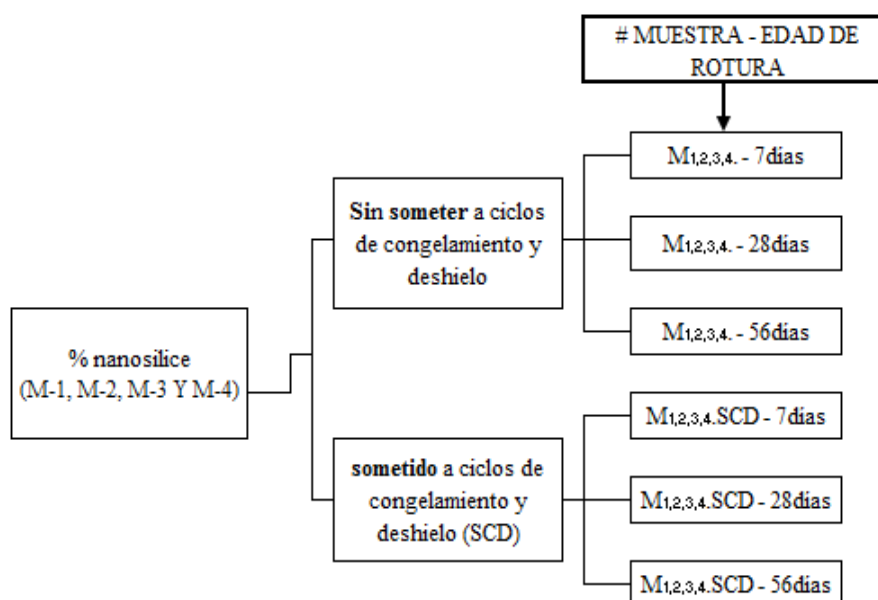 # MUESTRA - EDAD DE
ROTURA
M1,2,3,4. - 7días
Sin someter a ciclos
de congelamiento y
deshielo
M1,2,3,4. - 28días
M1,2,3,4. - 56días
% nanosilice
(M-1, M-2, M-3 Y M-4)
M1,2,3,4.SCD - 7días
sometido a ciclos de
congelamiento y
deshielo (SCD)
M1,2,3,4.SCD - 28días
M1,2,3,4.SCD - 56días